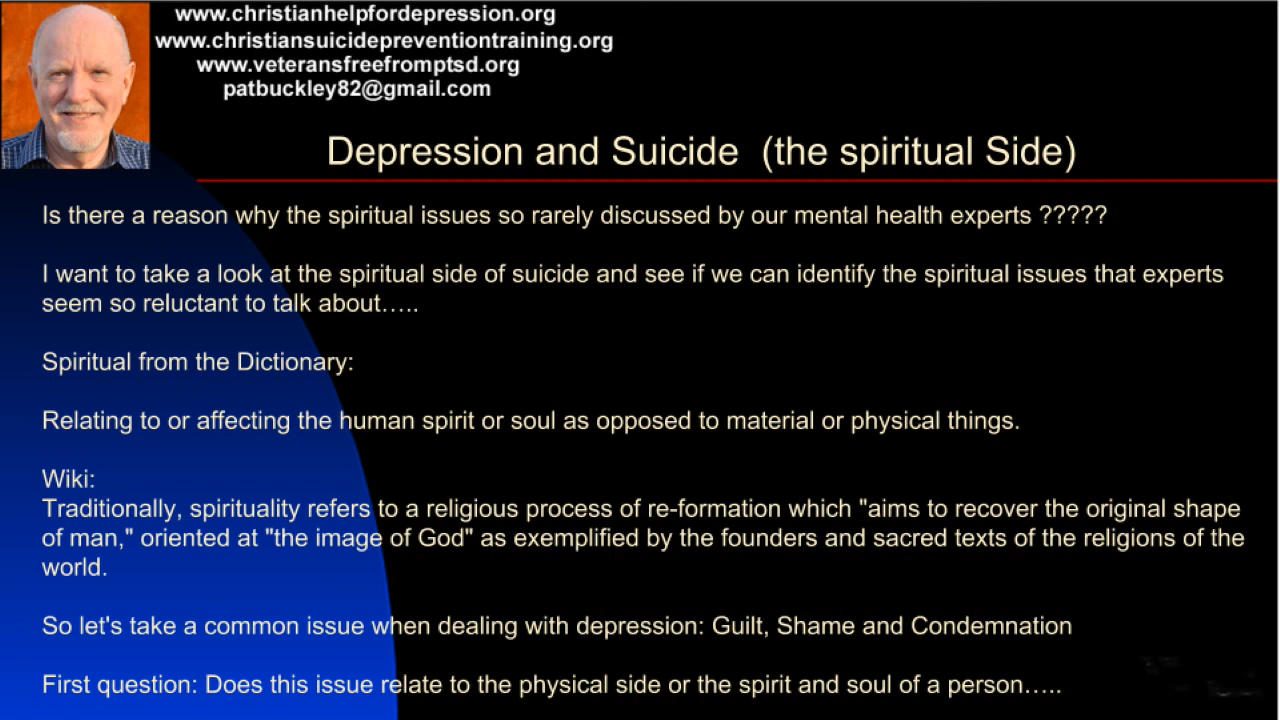 www.christianhelpfordepression.org
www.christiansuicidepreventiontraining.org
www.veteransfreefromptsd.org
patbuckley82@gmail.com
Depression and Suicide (the spiritual Side)
Is there a reason why the spiritual issues so rarely discussed by our mental health experts ?????
I want to take a look at the spiritual side of suicide and see if we can identify the spiritual issues that experts
seem so reluctant to talk about…..
Spiritual from the Dictionary:
Relating to or affecting the human spirit or soul as opposed to material or physical things.
Wiki:
Traditionally, spirituality refers to a religious process of re-formation which "aims to recover the original shape
of man," oriented at "the image of God" as exemplified by the founders and sacred texts of the religions of the
world.
So let's take a common issue when dealing with depression: Guilt, Shame and Condemnation
First question: Does this issue relate to the physical side or the spirit and soul of a person…..